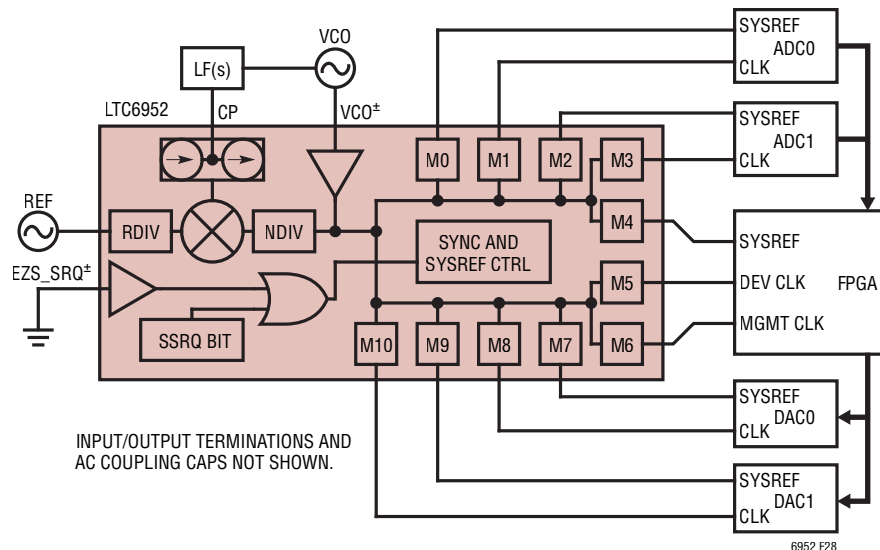 SYSREF
ADC0
CLK
VCO
LF(s)
LTC6952
CP
VCO±
SYSREF
ADC1
CLK
M0
M1
M2
M3
REF
RDIV
NDIV
M4
SYNC AND
SYSREF CTRL
SYSREF
EZS_SRQ±
M5
DEV CLK
FPGA
SSRQ BIT
MGMT CLK
M10
M9
M8
M7
M6
SYSREF
DAC0
CLK
INPUT/OUTPUT TERMINATIONS AND
AC COUPLING CAPS NOT SHOWN.
SYSREF
DAC1
CLK
6952 F28